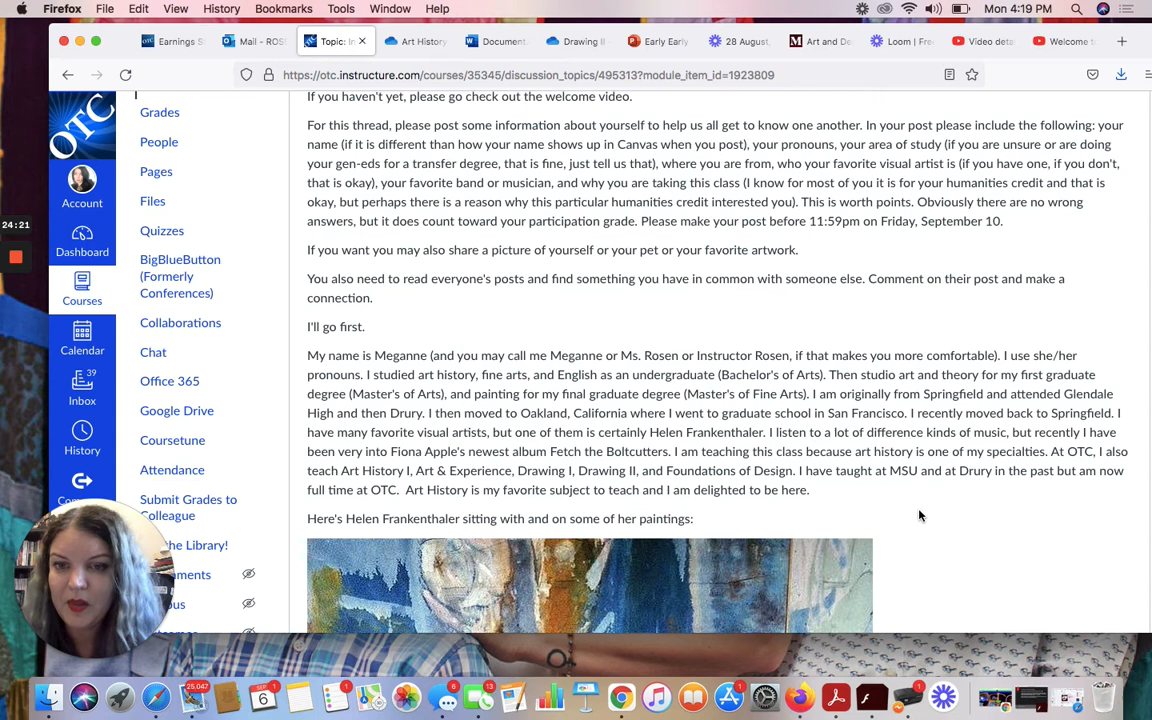 Firefox File Edit View History Bookmarks Tools Window Help Mon 4:19 PM
Earnings S Mail - ROS Topic: In Art History Document. Drawing II - Early Early 28 August, Art and De Loom | Free Video deta Welcome to
https://otc.instructure.com/courses/35345/discussion_topics/495313?module_item_id=1923809
OTC
Account
Dashboard
Courses
Calendar
39
Inbox
History
24:21
Grades
People
Pages
Files
Quizzes
BigBlueButton
(Formerly
Conferences)
Collaborations
Chat
Office 365
Google Drive
Coursetune
Attendance
Submit Grades to
Colleague
the Library!
If you haven't yet, please go check out the welcome video.
For this thread, please post some information about yourself to help us all get to know one another. In your post please include the following: your
name (if it is different than how your name shows up in Canvas when you post), your pronouns, your area of study (if you are unsure or are doing
your gen-eds for a transfer degree, that is fine, just tell us that), where you are from, who your favorite visual artist is (if you have one, if you don't,
that is okay), your favorite band or musician, and why you are taking this class (I know for most of you it is for your humanities credit and that is
okay, but perhaps there is a reason why this particular humanities credit interested you). This is worth points. Obviously there are no wrong
answers, but it does count toward your participation grade. Please make your post before 11:59pm on Friday, September 10.
If you want you may also share a picture of yourself or your pet or your favorite artwork.
You also need to read everyone's posts and find something you have in common with someone else. Comment on their post and make a
connection.
I'll go first.
My name is Meganne (and you may call me Meganne or Ms. Rosen or Instructor Rosen, if that makes you more comfortable). I use she/her
pronouns. I studied art history, fine arts, and English as an undergraduate (Bachelor's of Arts). Then studio art and theory for my first graduate
degree (Master's of Arts), and painting for my final graduate degree (Master's of Fine Arts). I am originally from Springfield and attended Glendale
High and then Drury. I then moved to Oakland, California where I went to graduate school in San Francisco. I recently moved back to Springfield. I
have many favorite visual artists, but one of them is certainly Helen Frankenthaler. I listen to a lot of difference kinds of music, but recently I have
been very into Fiona Apple's newest album Fetch the Boltcutters. I am teaching this class because art history is one of my specialties. At OTC, I also
teach Art History I, Art & Experience, Drawing I, Drawing II, and Foundations of Design. I have taught at MSU and at Drury in the past but am now
full time at OTC. Art History is my favorite subject to teach and I am delighted to be here.
Here's Helen Frankenthaler sitting with and on some of her paintings:
25,047 SEP 6 1 1 6 13 1